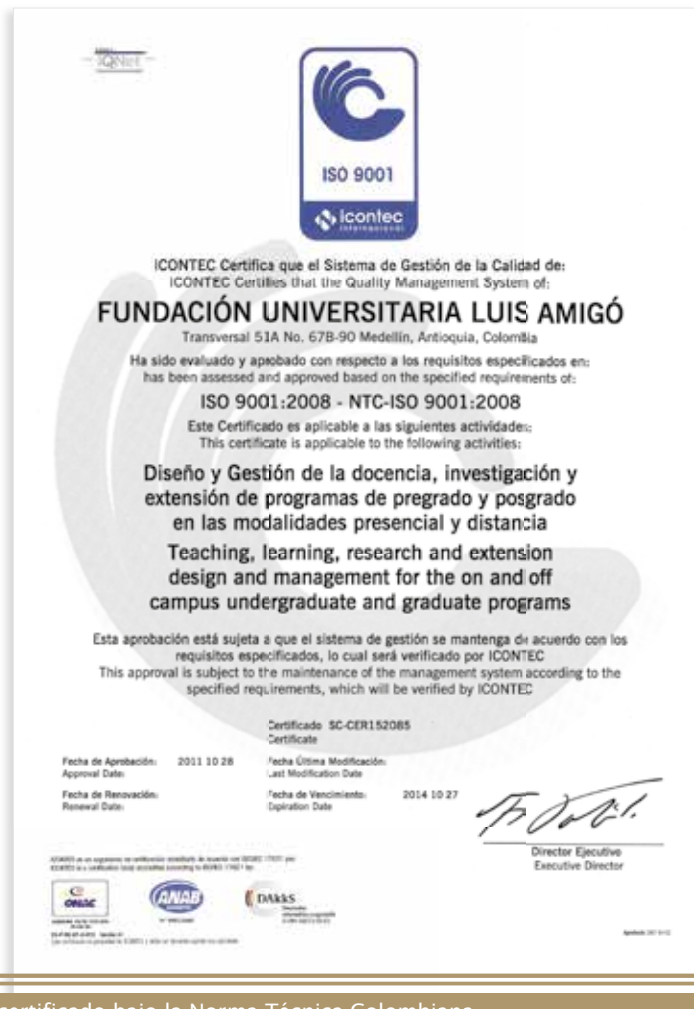 IQNet
ISO 9001
icontec
internacional
ICONTEC Certifica que el Sistema de Gestión de la Calidad de:
ICONTEC Certifies that the Quality Management System of:
FUNDACIÓN UNIVERSITARIA LUIS AMIGÓ
Transversal 51A No. 67B-90 Medellín, Antioquia, Colombia
Ha sido evaluado y aprobado con respecto a los requisitos especificados en:
has been assessed and approved based on the specified requirements of:
ISO 9001:2008 - NTC-ISO 9001:2008
Este Certificado es aplicable a las siguientes actividades:
This certificate is applicable to the following activities:
Diseño y Gestión de la docencia, investigación y
extensión de programas de pregrado y posgrado
en las modalidades presencial y distancia
Teaching, learning, research and extension
design and management for the on and off
campus undergraduate and graduate programs
Esta aprobación está sujeta a que el sistema de gestión se mantenga de acuerdo con los
requisitos especificados, lo cual será verificado por ICONTEC
This approval is subject to the maintenance of the management system according to the
specified requirements, which will be verified by ICONTEC
Certificado SC-CER152085
Certificate
Fecha de Aprobación: 2011 10 28 Fecha Última Modificación:
Approval Date: Last Modification Date
Fecha de Renovación: Fecha de Vencimiento: 2014 10 27
Renewal Date: Expiration Date
Director Ejecutivo
Executive Director
ONAC
ANAB
DAkkS
certificado bajo la Norma Técnica Colombiana